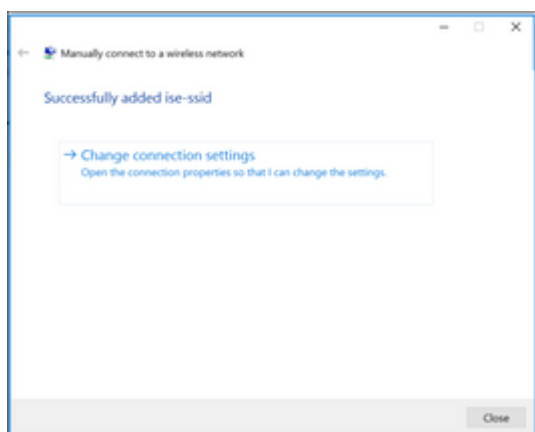 Manually connect to a wireless network
Successfully added ise-ssid
→ Change connection settings
Open the connection properties so that I can change the settings.
Close